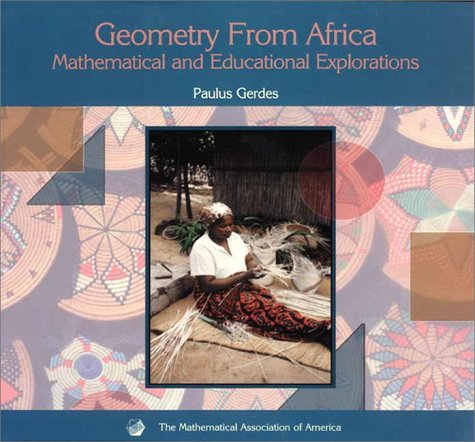 Geometry From Africa
Mathematical and Educational Explorations
Paulus Gerdes
The Mathematical Association of America